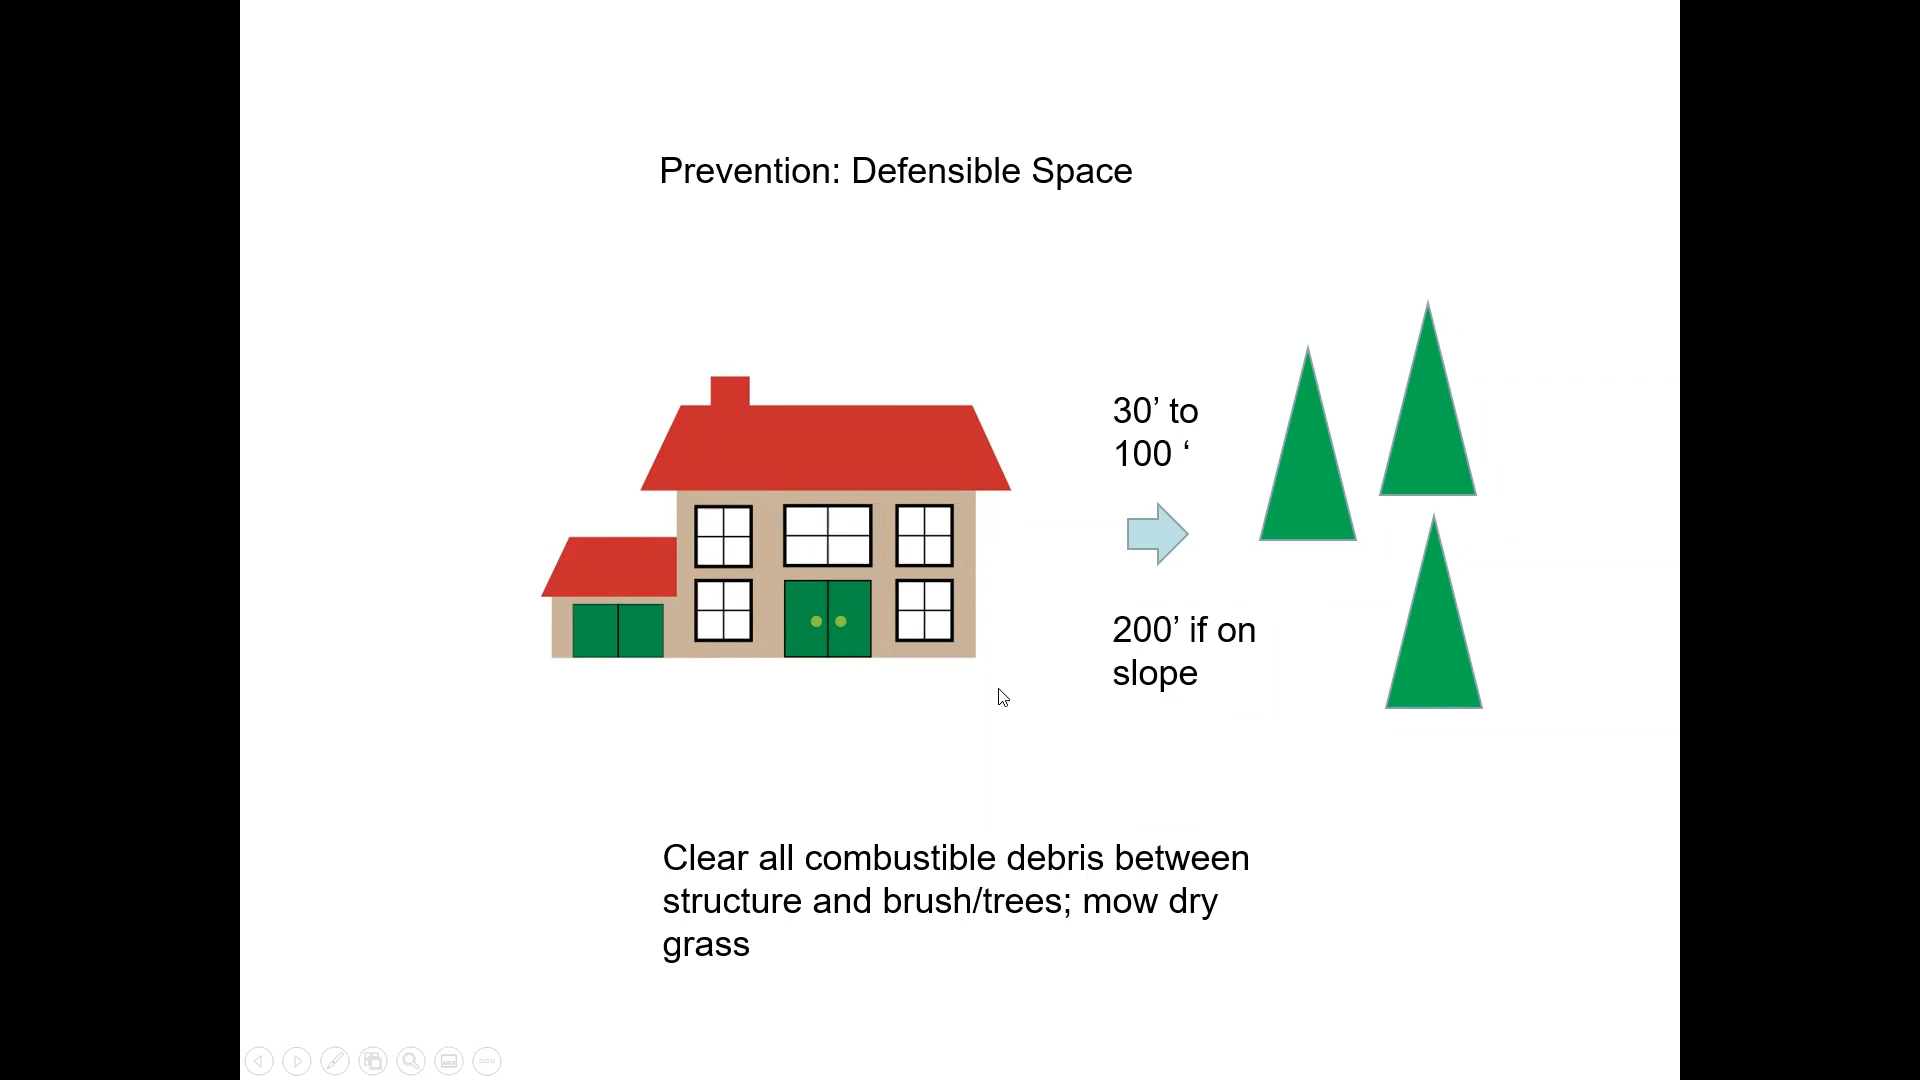 Prevention: Defensible Space
30’ to
100 ‘
200’ if on
slope
Clear all combustible debris between
structure and brush/trees; mow dry
grass